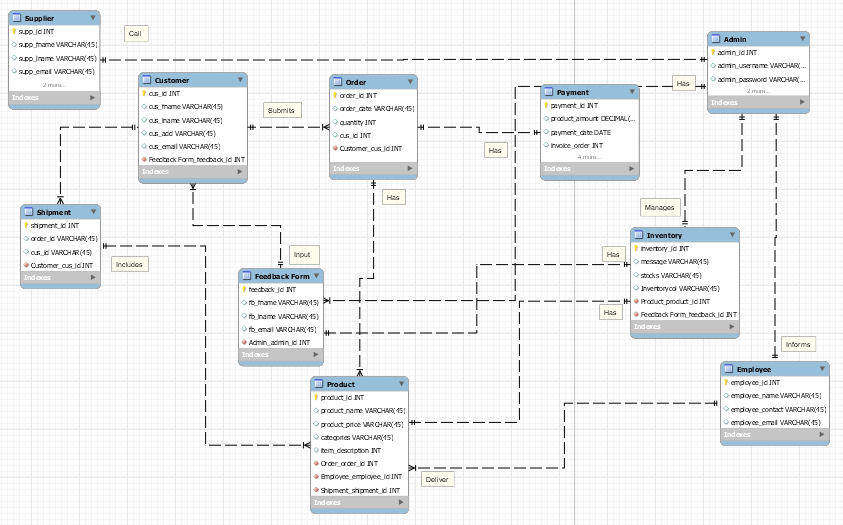 Supplier
supp_id INT
supp_fname VARCHAR(45)
supp_lname VARCHAR(45)
supp_email VARCHAR(45)
2 more...
Indexes
Call
Customer
cus_id INT
cus_fname VARCHAR(45)
cus_lname VARCHAR(45)
cus_add VARCHAR(45)
cus_email VARCHAR(45)
Feedback Form_feedback_id INT
Indexes
Submits
Order
order_id INT
order_date VARCHAR(45)
quantity INT
cus_id INT
Customer_cus_id INT
Indexes
Has
Has
Payment
payment_id INT
product_amount DECIMAL(...
payment_date DATE
invoice_order INT
4 more...
Indexes
Has
Admin
admin_id INT
admin_username VARCHAR(...
admin_password VARCHAR(...
2 more...
Indexes
Shipment
shipment_id INT
order_id VARCHAR(45)
cus_id VARCHAR(45)
Customer_cus_id INT
Indexes
Includes
Input
Feedback Form
feedback_id INT
fb_fname VARCHAR(45)
fb_lname VARCHAR(45)
fb_email VARCHAR(45)
Admin_admin_id INT
Indexes
Manages
Has
Has
Inventory
inventory_id INT
message VARCHAR(45)
stocks VARCHAR(45)
Inventorycol VARCHAR(45)
Product_product_id INT
Feedback Form_feedback_id INT
Indexes
Informs
Product
product_id INT
product_name VARCHAR(45)
product_price VARCHAR(45)
categories VARCHAR(45)
item_description INT
Order_order_id INT
Employee_employee_id INT
Shipment_shipment_id INT
Indexes
Deliver
Employee
employee_id INT
employee_name VARCHAR(45)
employee_contact VARCHAR(45)
employee_email VARCHAR(45)
Indexes